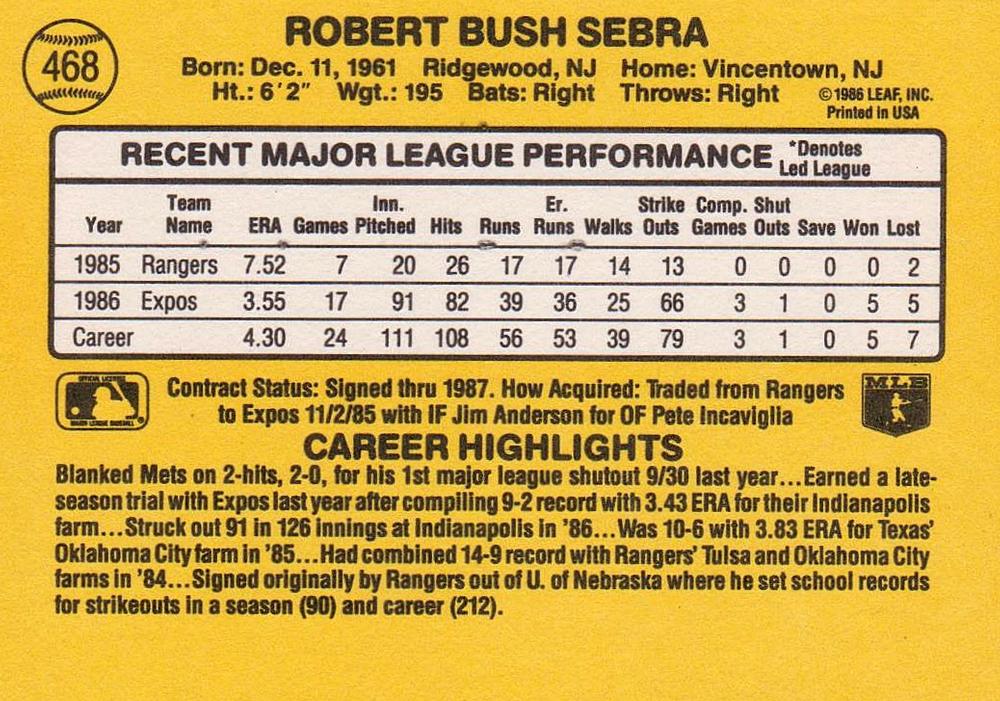 468
ROBERT BUSH SEBRA
Born: Dec. 11, 1961 Ridgewood, NJ Home: Vincentown, NJ
Ht.: 6'2" Wgt.: 195 Bats: Right Throws: Right ©1986 LEAF, INC.
Printed in USA
RECENT MAJOR LEAGUE PERFORMANCE *Denotes
Led League
Team Inn. Er. Strike Comp. Shut
Year Name ERA Games Pitched Hits Runs Runs Walks Outs Games Outs Save Won Lost
1985 Rangers 7.52 7 20 26 17 17 14 13 0 0 0 0 2
1986 Expos 3.55 17 91 82 39 36 25 66 3 1 0 5 5
Career 4.30 24 111 108 56 53 39 79 3 1 0 5 7
OFFICIAL LICENSEE
MAJOR LEAGUE BASEBALL
MLB
Contract Status: Signed thru 1987. How Acquired: Traded from Rangers
to Expos 11/2/85 with IF Jim Anderson for OF Pete Incaviglia
CAREER HIGHLIGHTS
Blanked Mets on 2-hits, 2-0, for his 1st major league shutout 9/30 last year...Earned a late-
season trial with Expos last year after compiling 9-2 record with 3.43 ERA for their Indianapolis
farm...Struck out 91 in 126 innings at Indianapolis in '86...Was 10-6 with 3.83 ERA for Texas'
Oklahoma City farm in '85...Had combined 14-9 record with Rangers' Tulsa and Oklahoma City
farms in '84...Signed originally by Rangers out of U. of Nebraska where he set school records
for strikeouts in a season (90) and career (212).